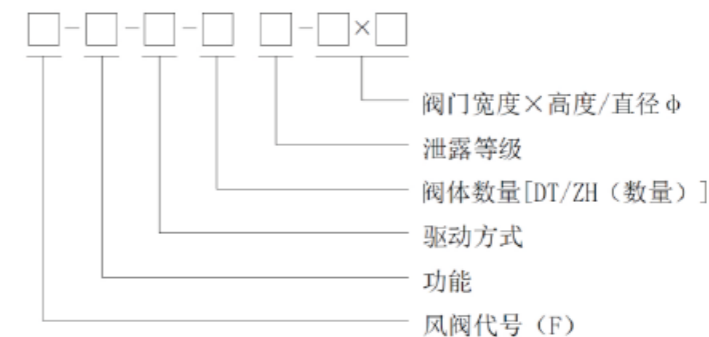 □-□-□-□ □-□×□
阀门宽度×高度/直径φ
泄露等级
阀体数量[DT/ZH（数量）]
驱动方式
功能
风阀代号（F）